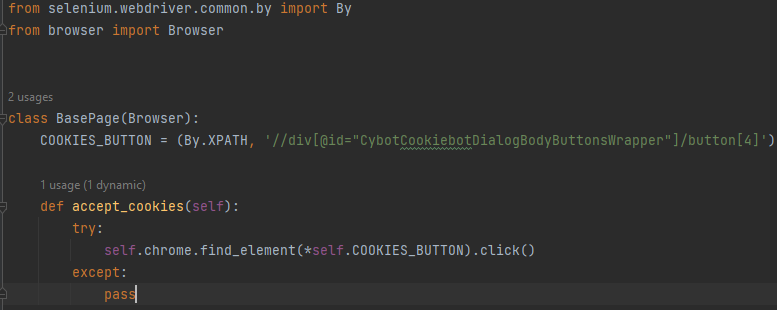 from selenium.webdriver.common.by import By
from browser import Browser
2 usages
class BasePage(Browser):
    COOKIES_BUTTON = (By.XPATH, '//div[@id="CybotCookiebotDialogBodyButtonsWrapper"]/button[4]')
    1 usage (1 dynamic)
    def accept_cookies(self):
        try:
            self.chrome.find_element(*self.COOKIES_BUTTON).click()
        except:
            pass